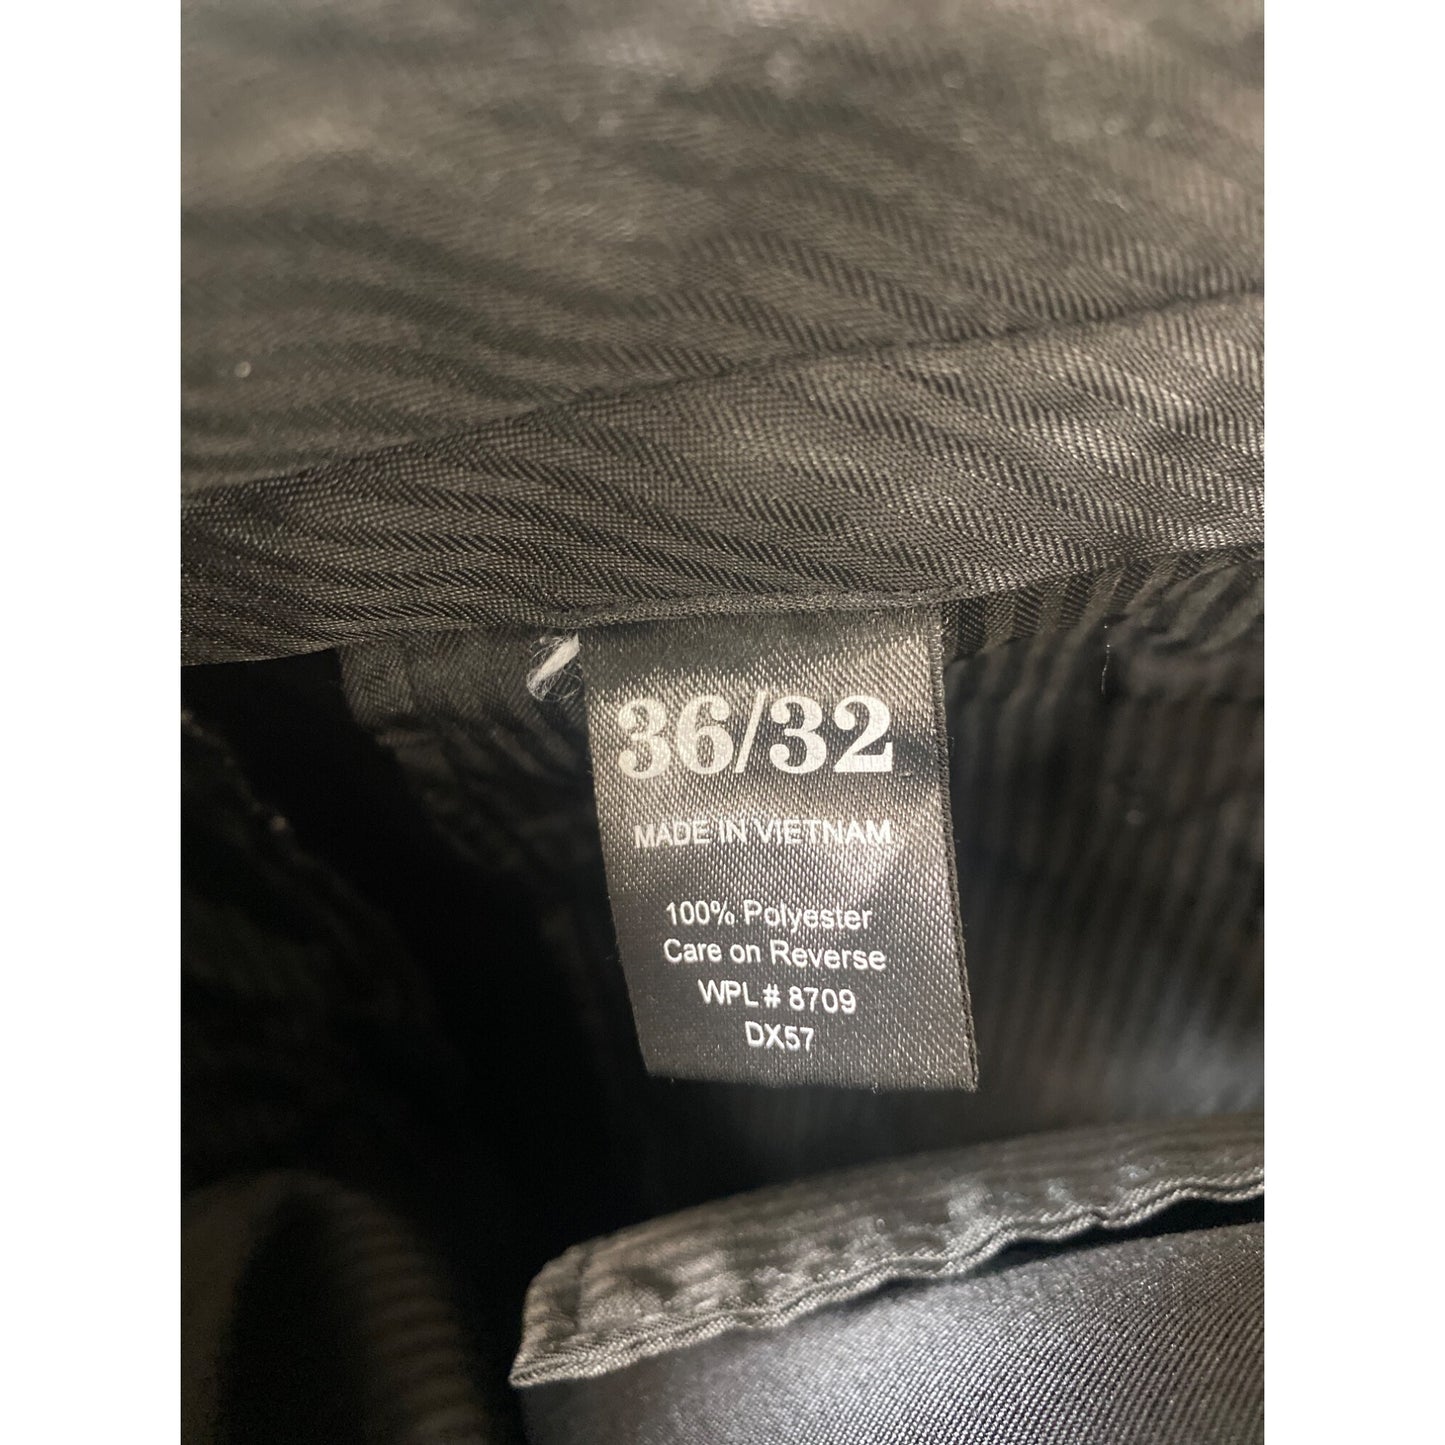 36/32
MADE IN VIETNAM
100% Polyester
Care on Reverse
WPL # 8709
DX57